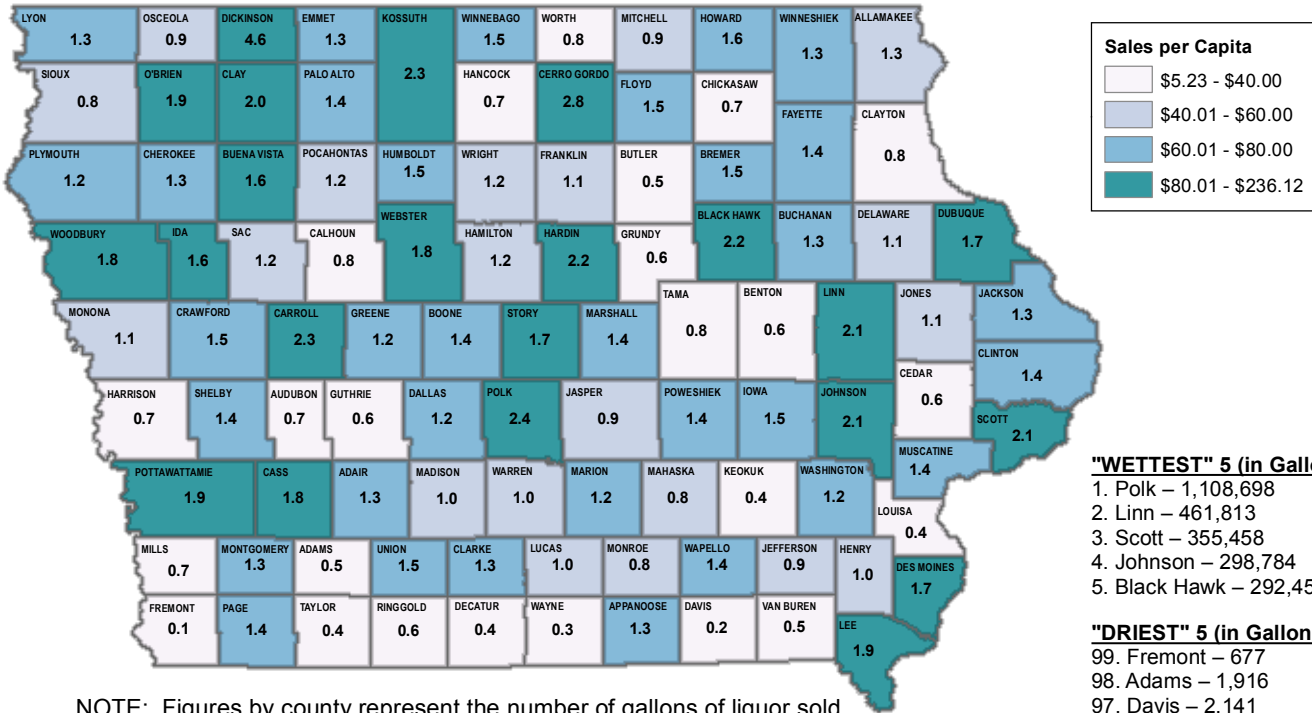 LYON
1.3
OSCEOLA
0.9
DICKINSON
4.6
EMMET
1.3
KOSSUTH
2.3
WINNEBAGO
1.5
WORTH
0.8
MITCHELL
0.9
HOWARD
1.6
WINNESHIEK
1.3
ALLAMAKEE
1.3
SIOUX
0.8
O'BRIEN
1.9
CLAY
2.0
PALO ALTO
1.4
HANCOCK
0.7
CERRO GORDO
2.8
FLOYD
1.5
CHICKASAW
0.7
FAYETTE
1.4
CLAYTON
0.8
PLYMOUTH
1.2
CHEROKEE
1.3
BUENA VISTA
1.6
POCAHONTAS
1.2
HUMBOLDT
1.5
WRIGHT
1.2
FRANKLIN
1.1
BUTLER
0.5
BREMER
1.5
WOODBURY
1.8
IDA
1.6
SAC
1.2
CALHOUN
0.8
WEBSTER
1.8
HAMILTON
1.2
HARDIN
2.2
GRUNDY
0.6
BLACK HAWK
2.2
BUCHANAN
1.3
DELAWARE
1.1
DUBUQUE
1.7
MONONA
1.1
CRAWFORD
1.5
CARROLL
2.3
GREENE
1.2
BOONE
1.4
STORY
1.7
MARSHALL
1.4
TAMA
0.8
BENTON
0.6
LINN
2.1
JONES
1.1
JACKSON
1.3
CLINTON
1.4
CEDAR
0.6
HARRISON
0.7
SHELBY
1.4
AUDUBON
0.7
GUTHRIE
0.6
DALLAS
1.2
POLK
2.4
JASPER
0.9
POWESHIEK
1.4
IOWA
1.5
JOHNSON
2.1
SCOTT
2.1
MUSCATINE
1.4
POTTAWATTAMIE
1.9
CASS
1.8
ADAIR
1.3
MADISON
1.0
WARREN
1.0
MARION
1.2
MAHASKA
0.8
KEOKUK
0.4
WASHINGTON
1.2
LOUISA
0.4
MILLS
0.7
MONTGOMERY
1.3
ADAMS
0.5
UNION
1.5
CLARKE
1.3
LUCAS
1.0
MONROE
0.8
WAPELLO
1.4
JEFFERSON
0.9
HENRY
1.0
DES MOINES
1.7
FREMONT
0.1
PAGE
1.4
TAYLOR
0.4
RINGGOLD
0.6
DECATUR
0.4
WAYNE
0.3
APPANOOSE
1.3
DAVIS
0.2
VAN BUREN
0.5
LEE
1.9
Sales per Capita
$5.23 - $40.00
$40.01 - $60.00
$60.01 - $80.00
$80.01 - $236.12
"WETTEST" 5 (in Gallo
1. Polk – 1,108,698
2. Linn – 461,813
3. Scott – 355,458
4. Johnson – 298,784
5. Black Hawk – 292,45
"DRIEST" 5 (in Gallon
99. Fremont – 677
98. Adams – 1,916
97. Davis – 2,141
NOTE: Figures by county represent the number of gallons of liquor sold